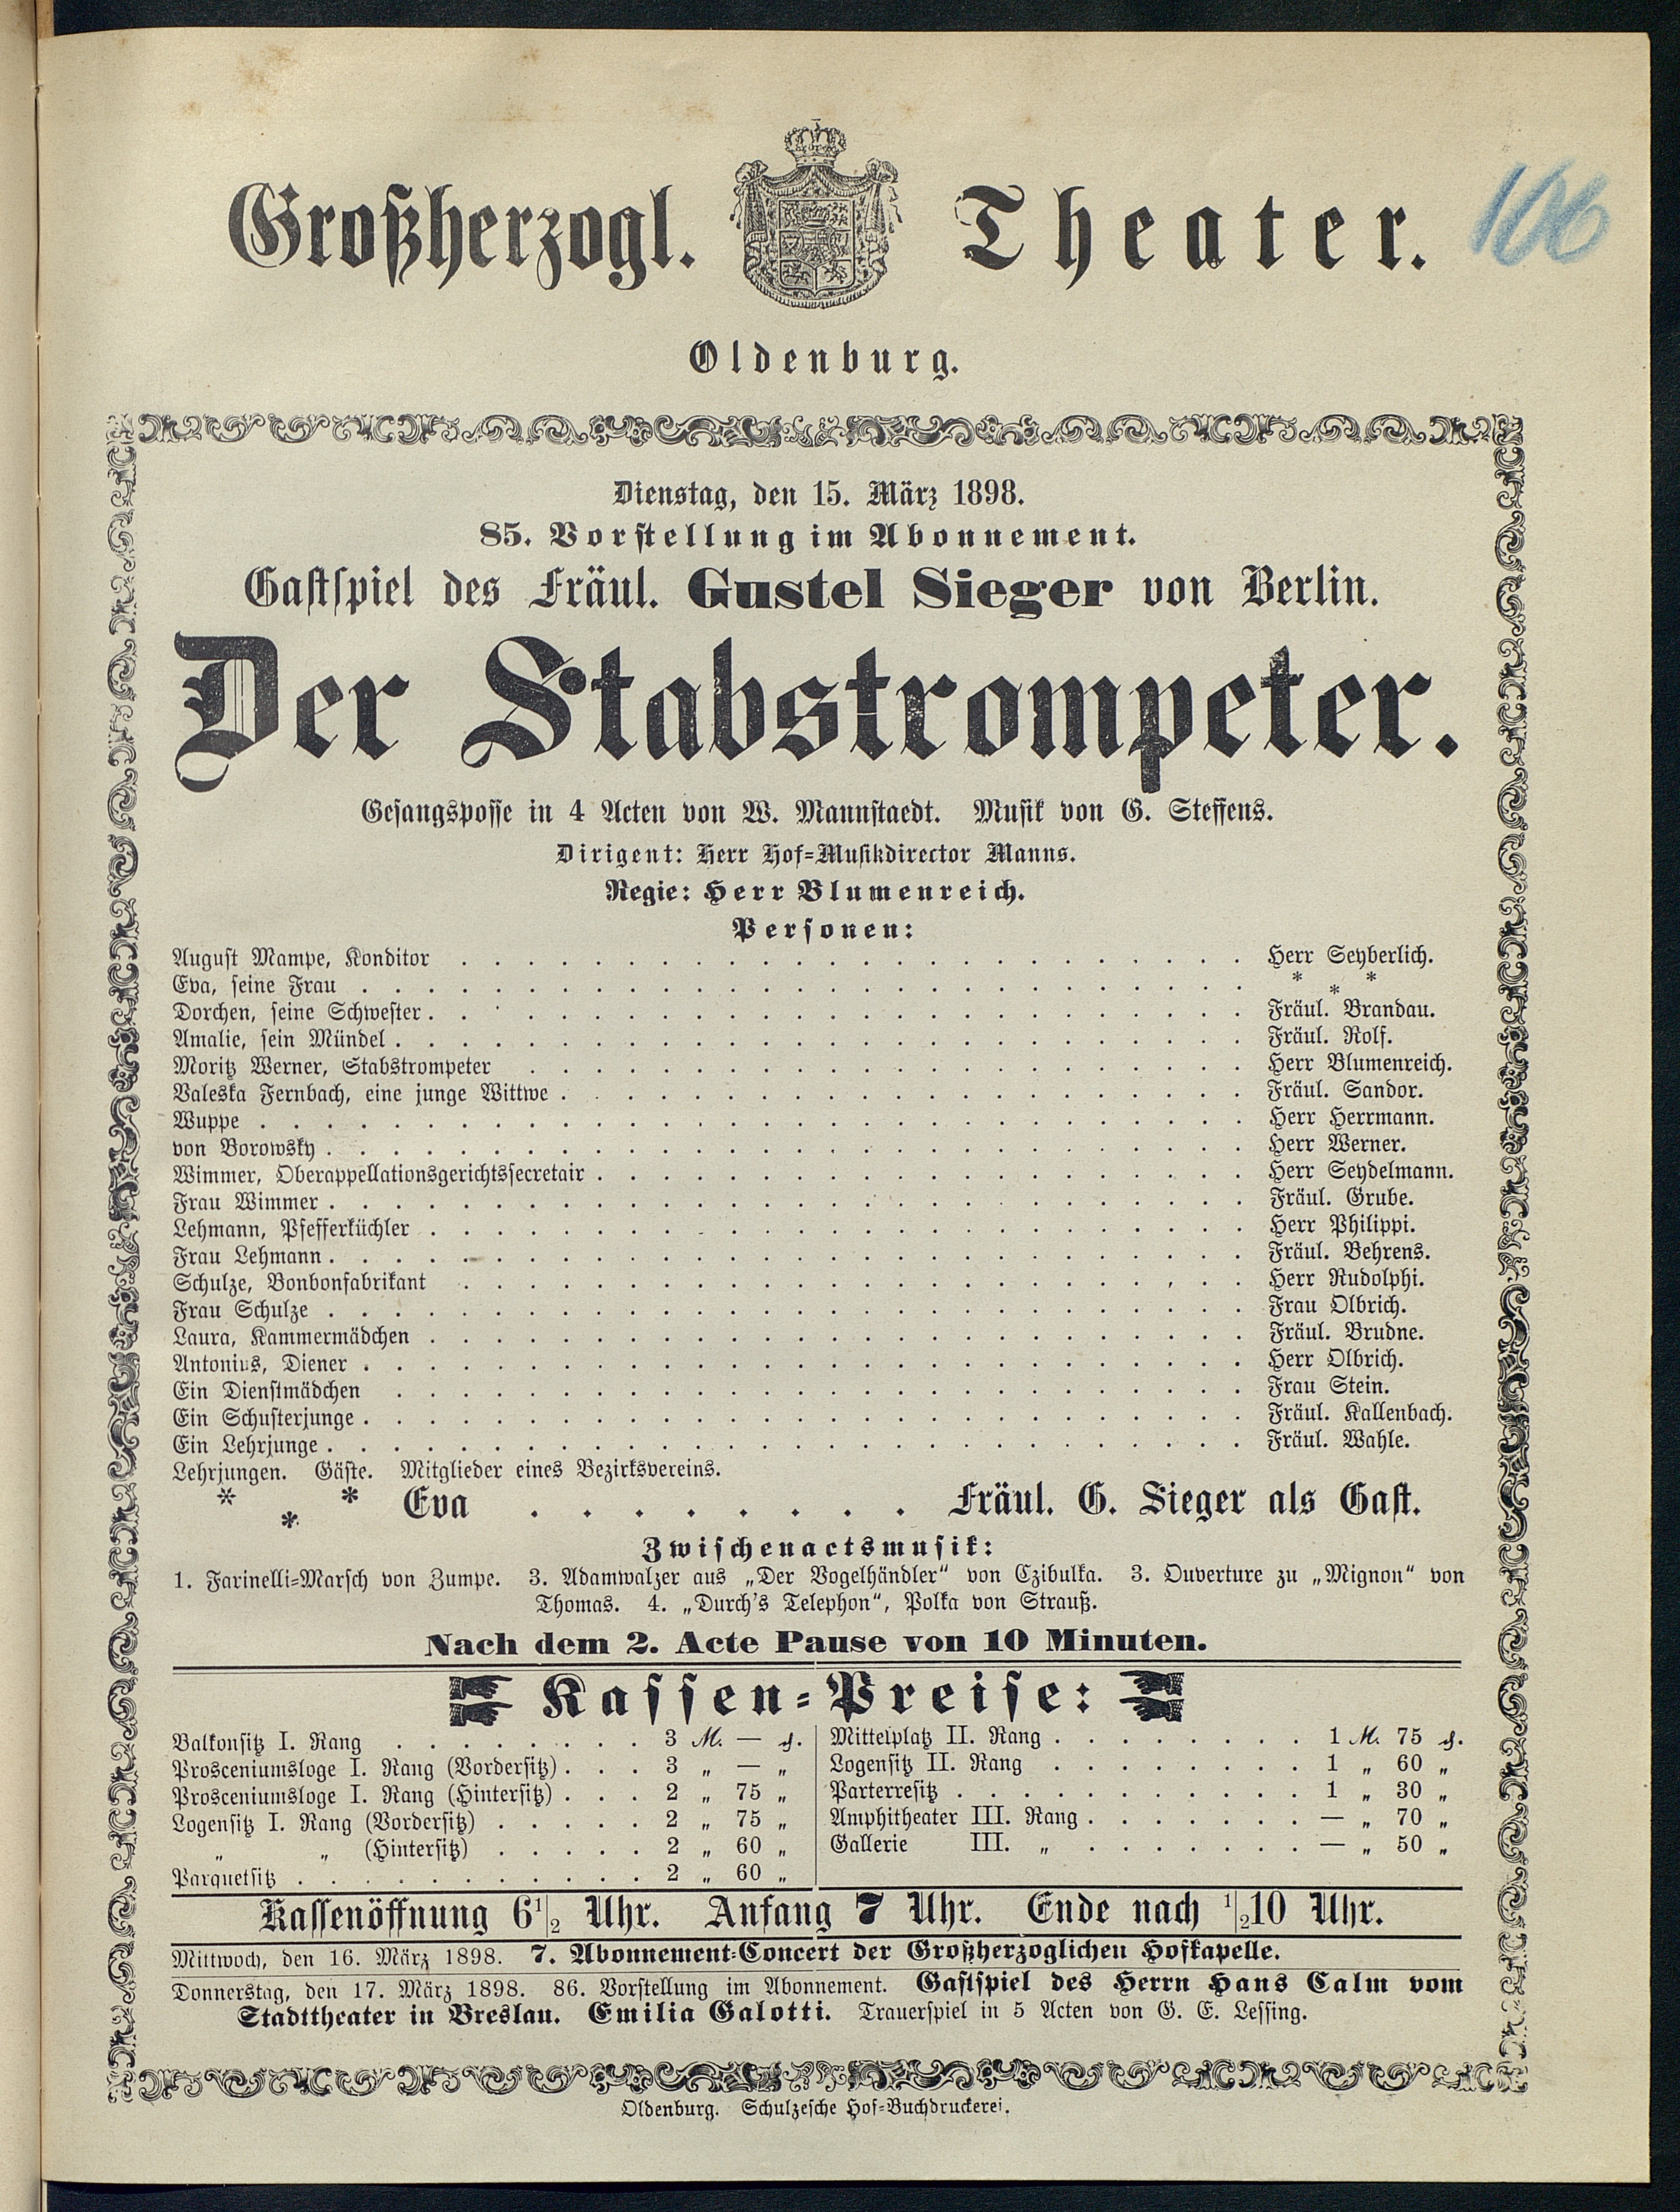 Großherzogl. Theater.
106
Oldenburg.
Dienstag, den 15. März 1898.
85. Vorstellung im Abonnement.
Gastspiel des Fräul. Gustel Sieger von Berlin.
Der Stabstrompeter.
Gesangsposse in 4 Acten von W. Mannstaedt. Musik von G. Steffens.
Dirigent: Herr Hof=Musikdirector Manns.
Regie: Herr Blumenreich.
Personen:
August Mampe, Konditor . . . . . Herr Seyberlich.
Eva, seine Frau . . . . . * * *
Dorchen, seine Schwester . . . . . Fräul. Brandau.
Amalie, sein Mündel . . . . . Fräul. Rolf.
Moritz Werner, Stabstrompeter . . . . . Herr Blumenreich.
Valeska Fernbach, eine junge Wittwe . . . . . Fräul. Sandor.
Wuppe . . . . . Herr Herrmann.
von Borowsky . . . . . Herr Werner.
Wimmer, Oberappellationsgerichtssecretair . . . . . Herr Seydelmann.
Frau Wimmer . . . . . Fräul. Grube.
Lehmann, Pfefferküchler . . . . . Herr Philippi.
Frau Lehmann . . . . . Fräul. Behrens.
Schulze, Bonbonfabrikant . . . . . Herr Rudolphi.
Frau Schulze . . . . . Frau Olbrich.
Laura, Kammermädchen . . . . . Fräul. Brudne.
Antonius, Diener . . . . . Herr Olbrich.
Ein Dienstmädchen . . . . . Frau Stein.
Ein Schusterjunge . . . . . Fräul. Kallenbach.
Ein Lehrjunge . . . . . Fräul. Wahle.
Lehrjungen. Gäste. Mitglieder eines Bezirksvereins.
* * * Eva . . . . . . . . Fräul. G. Sieger als Gast.
Zwischenactsmusik:
1. Farinelli=Marsch von Zumpe. 3. Adamwalzer aus „Der Vogelhändler“ von Czibulka. 3. Ouverture zu „Mignon“ von
Thomas. 4. „Durch's Telephon“, Polka von Strauß.
Nach dem 2. Acte Pause von 10 Minuten.
Kassen=Preise:
Balkonsitz I. Rang . . . . . 3 M. — ₰.
Prosceniumsloge I. Rang (Vordersitz) . . . 3 „ — „
Prosceniumsloge I. Rang (Hintersitz) . . . 2 „ 75 „
Logensitz I. Rang (Vordersitz) . . . . . 2 „ 75 „
„ „ (Hintersitz) . . . . . 2 „ 60 „
Parquetsitz . . . . . 2 „ 60 „
Mittelplatz II. Rang . . . . . 1 M. 75 ₰.
Logensitz II. Rang . . . . . 1 „ 60 „
Parterresitz . . . . . 1 „ 30 „
Amphitheater III. Rang . . . . . — „ 70 „
Gallerie III. „ . . . . . — „ 50 „
Kassenöffnung 6 1/2 Uhr. Anfang 7 Uhr. Ende nach 1/2 10 Uhr.
Mittwoch, den 16. März 1898. 7. Abonnement=Concert der Großherzoglichen Hofkapelle.
Donnerstag, den 17. März 1898. 86. Vorstellung im Abonnement. Gastspiel des Herrn Hans Calm vom
Stadttheater in Breslau. Emilia Galotti. Trauerspiel in 5 Acten von G. E. Lessing.
Oldenburg. Schulzesche Hof=Buchdruckerei.